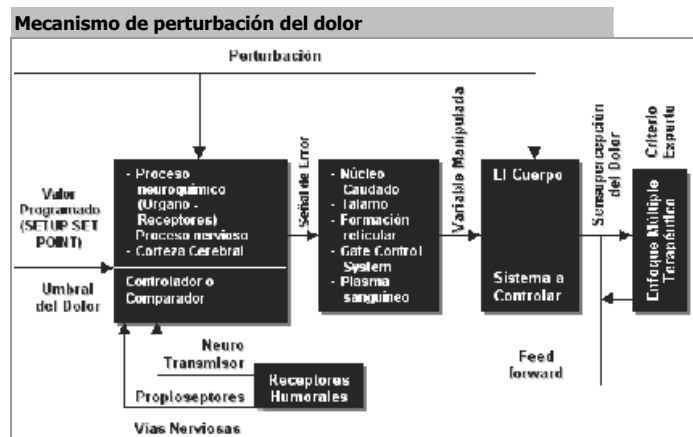 Mecanismo de perturbación del dolor
Perturbación
Valor
Programado
(SETUP SET
POINT)
Umbral
del Dolor
- Proceso
neuroquímico
(Organo -
Receptores)
Proceso nervioso
- Corteza Cerebral
Controlador o
Comparador
Señal de Error
- Núcleo
Caudado
- Talamo
- Formación
reticular
- Gate Control
System
- Plasma
sanguíneo
Variable Manipulada
El Cuerpo
Sistema a
Controlar
Sensupercepción
del Dolor
Criterio
Experto
Enfoque Múltiple
Terapéutico
Feed
forward
Neuro
Transmisor
Propioseptores
Vías Nerviosas
Receptores
Humorales